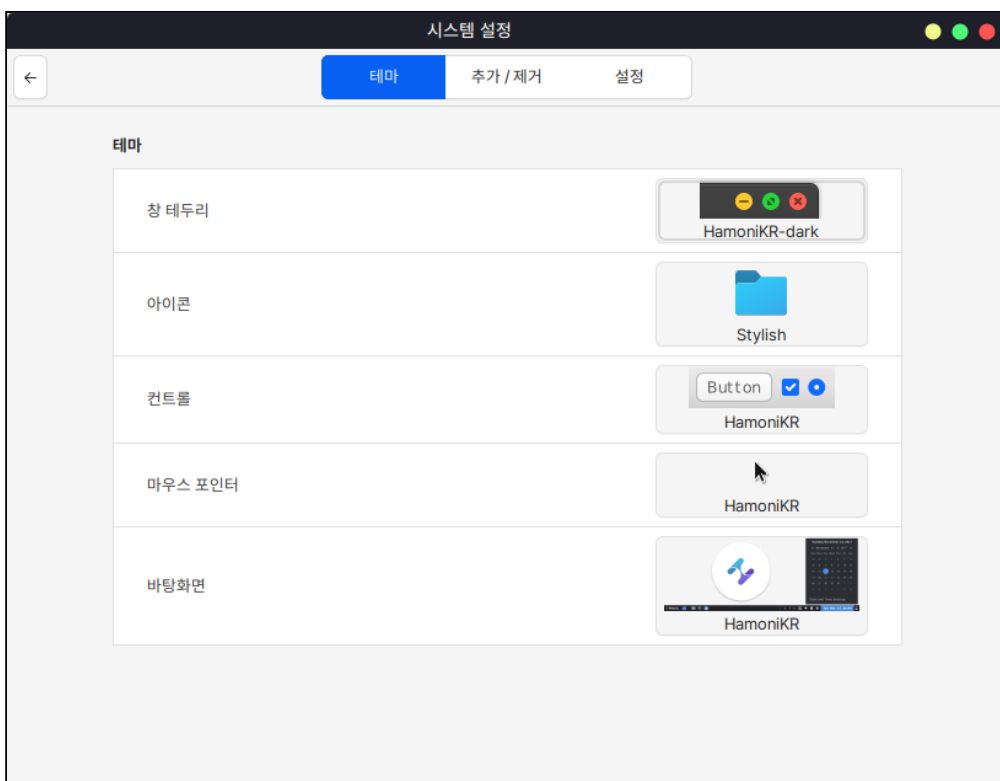 시스템 설정
테마
추가 / 제거
설정
테마
창 테두리
HamoniKR-dark
아이콘
Stylish
컨트롤
Button
HamoniKR
마우스 포인터
HamoniKR
바탕화면
HamoniKR